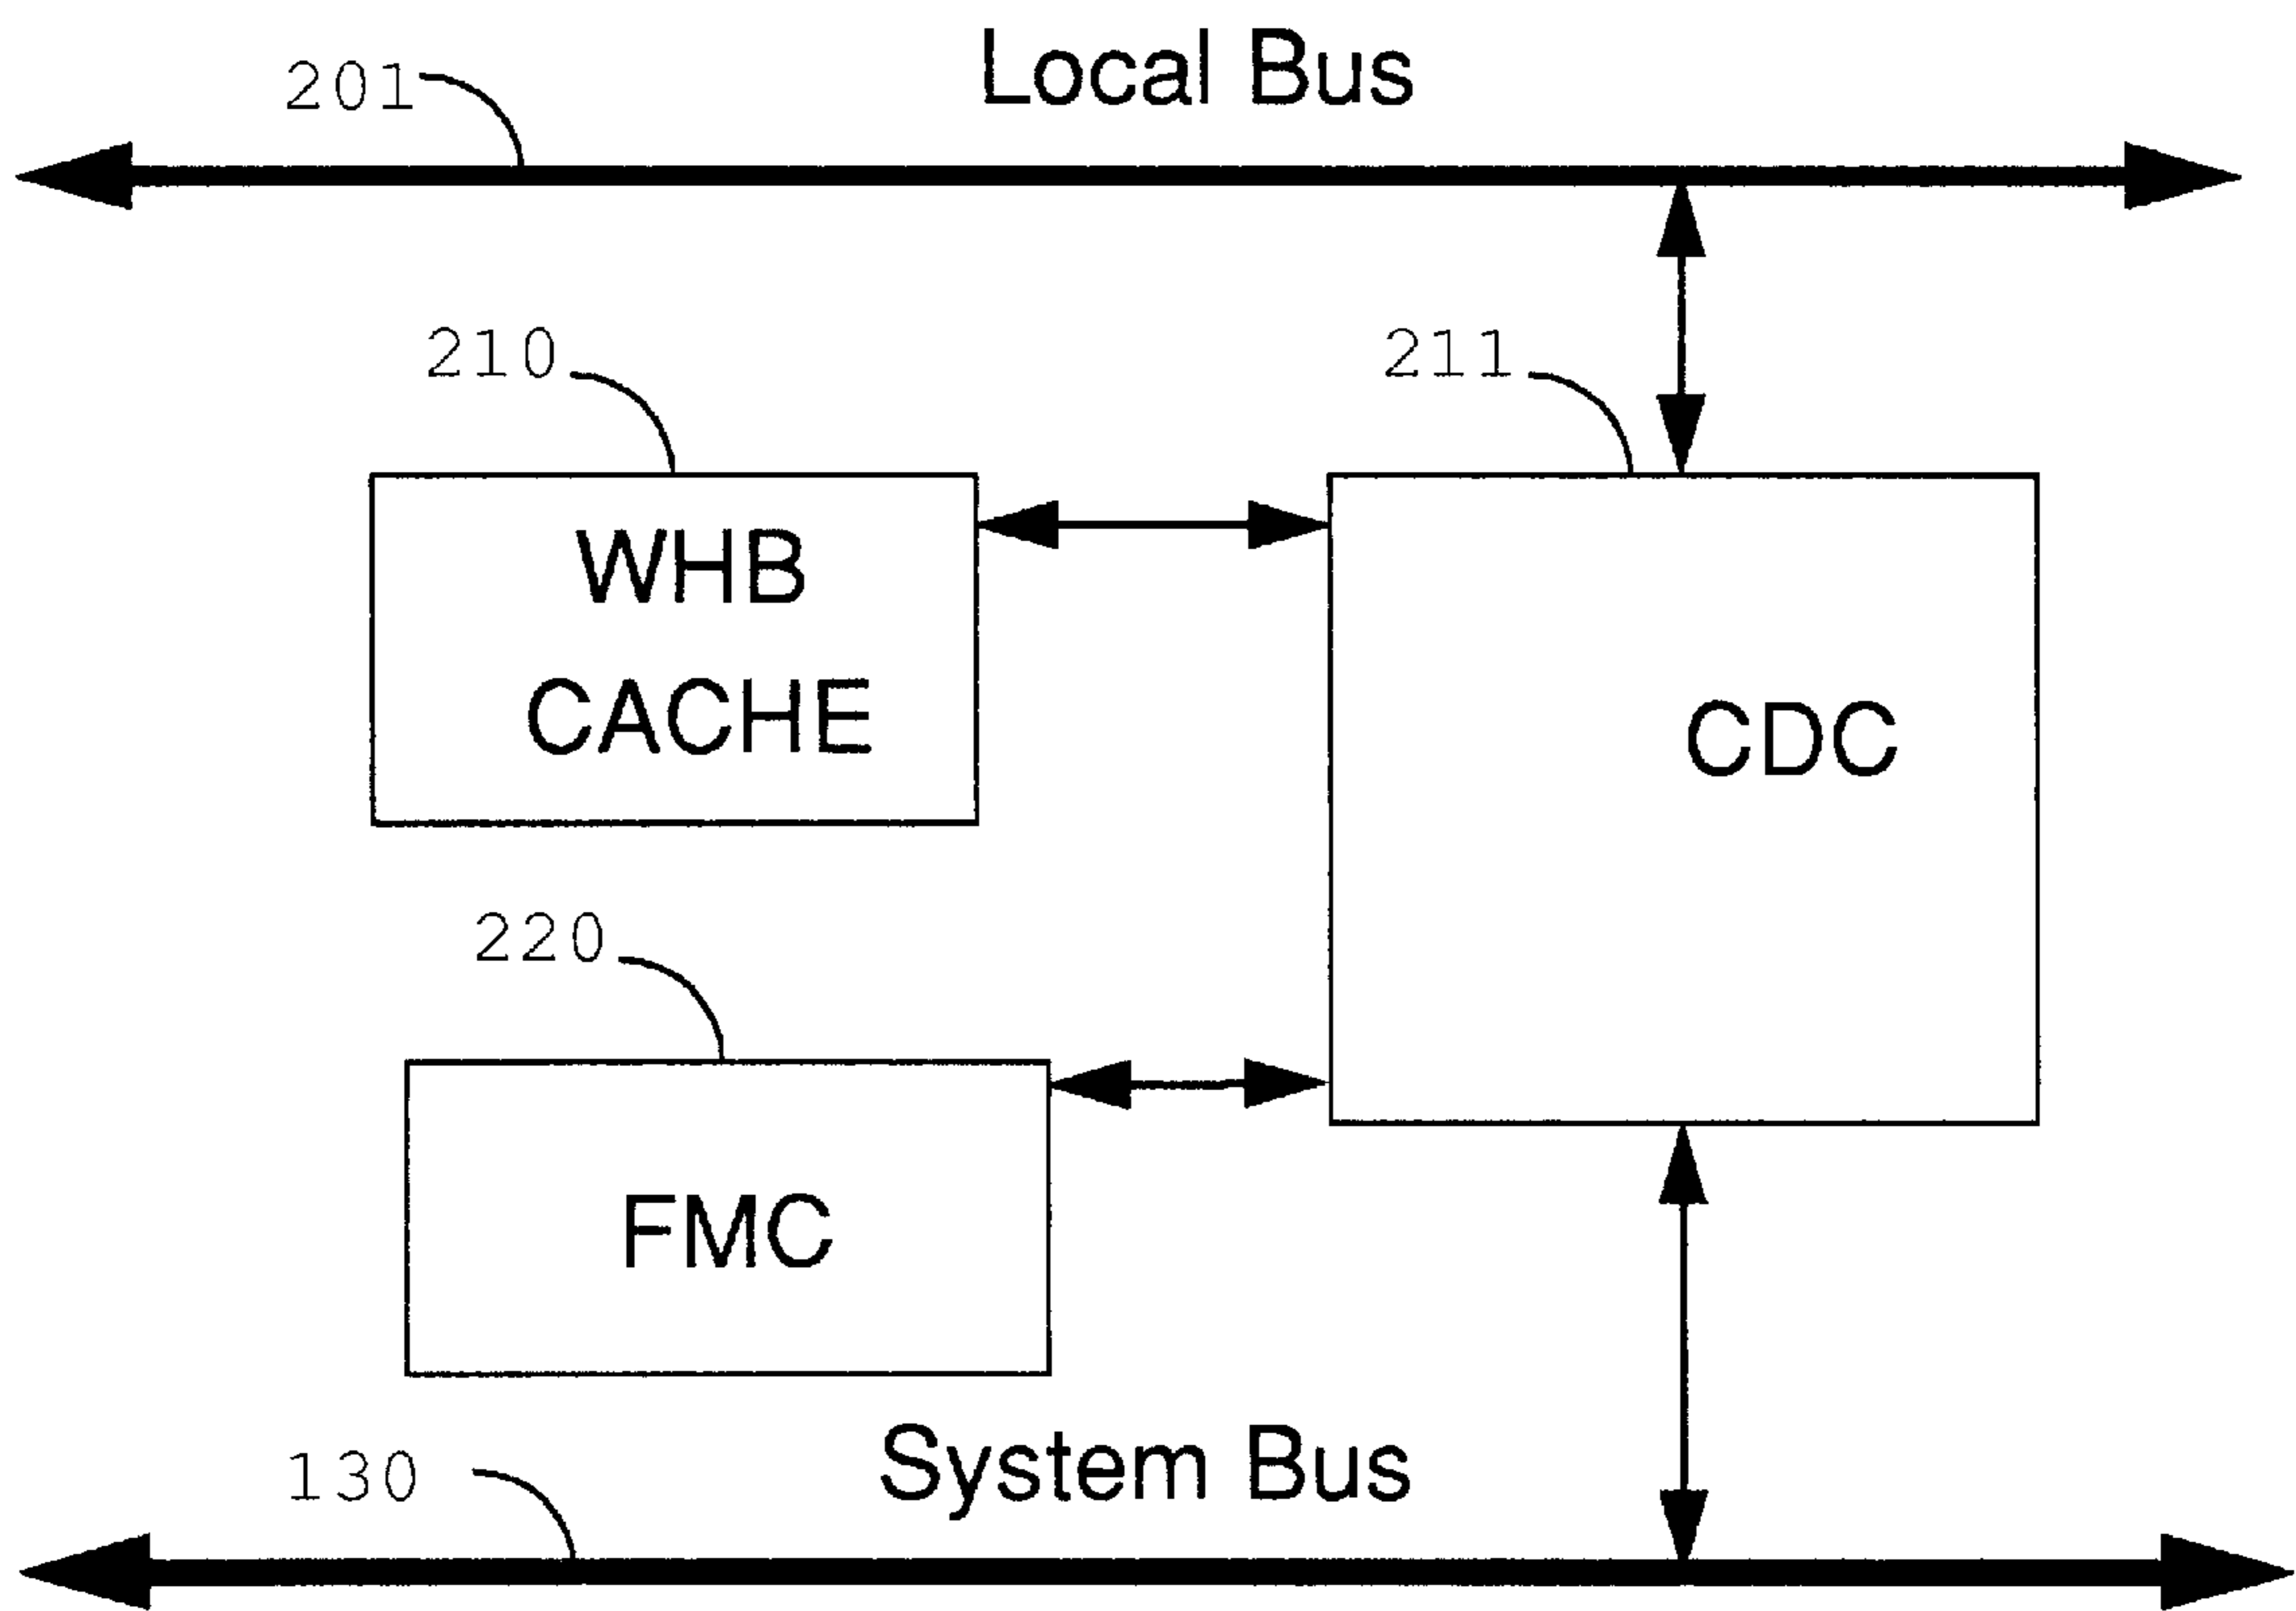 Local Bus
201
210
211
WHB
CACHE
CDC
220
FMC
System Bus
130